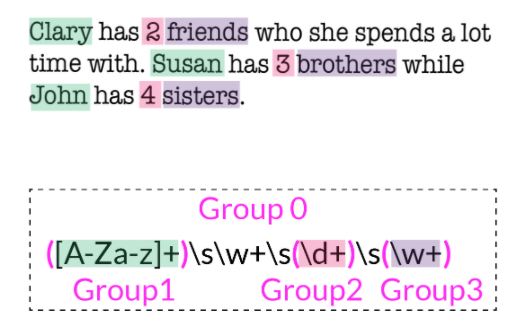 Clary has 2 friends who she spends a lot
time with. Susan has 3 brothers while
John has 4 sisters.
Group 0
([A-Za-z]+)\s\w+\s(\d+)\s(\w+)
Group1 Group2 Group3